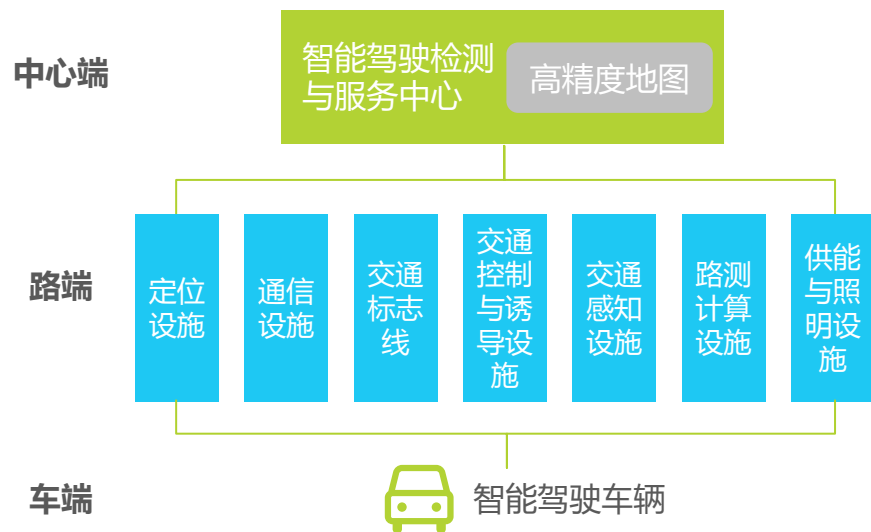 中心端
智能驾驶检测
与服务中心
高精度地图
路端
定位
设施
通信
设施
交通
标志
线
交通
控制
与诱
导设
施
交通
感知
设施
路测
计算
设施
供能
与照
明设
施
车端
智能驾驶车辆